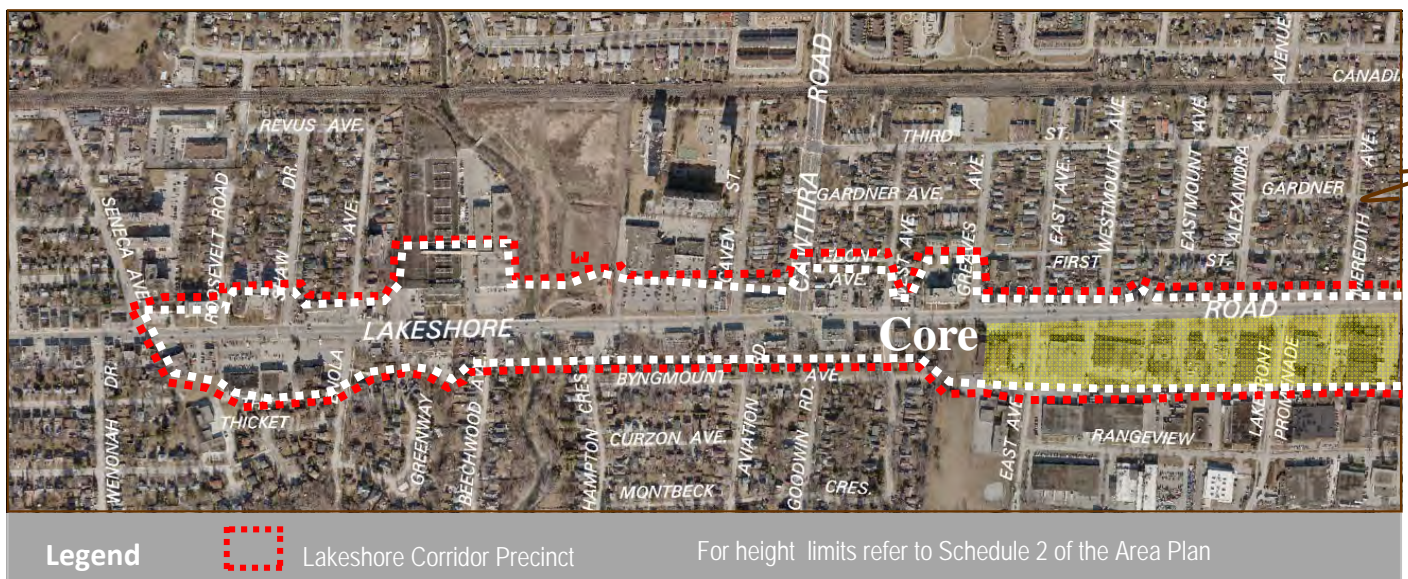 AVENUE
CANADI
ROAD
REVUS AVE.
THIRD ST.
GARDNER AVE.
GARDNER
SENECA AVE.
ROOSEVELT ROAD
DR.
AVE.
ST.
CAWTHRA
GREAVES AVE.
EAST AVE.
WESTMOUNT AVE.
EASTMOUNT AVE.
ALEXANDRA
MEREDITH AVE.
FIRST ST.
AVE.
AVE.
LAKESHORE
ROAD
Core
WENONAH DR.
THICKET
GREENWAY
BEECHWOOD
HAMPTON CRES.
BYNGMOUNT AVE.
CURZON AVE.
MONTBECK CRES.
AVIATION RD.
GOODWIN RD.
EAST AVE.
RANGEVIEW
LAKEFRONT PROMENADE
Legend
Lakeshore Corridor Precinct
For height limits refer to Schedule 2 of the Area Plan